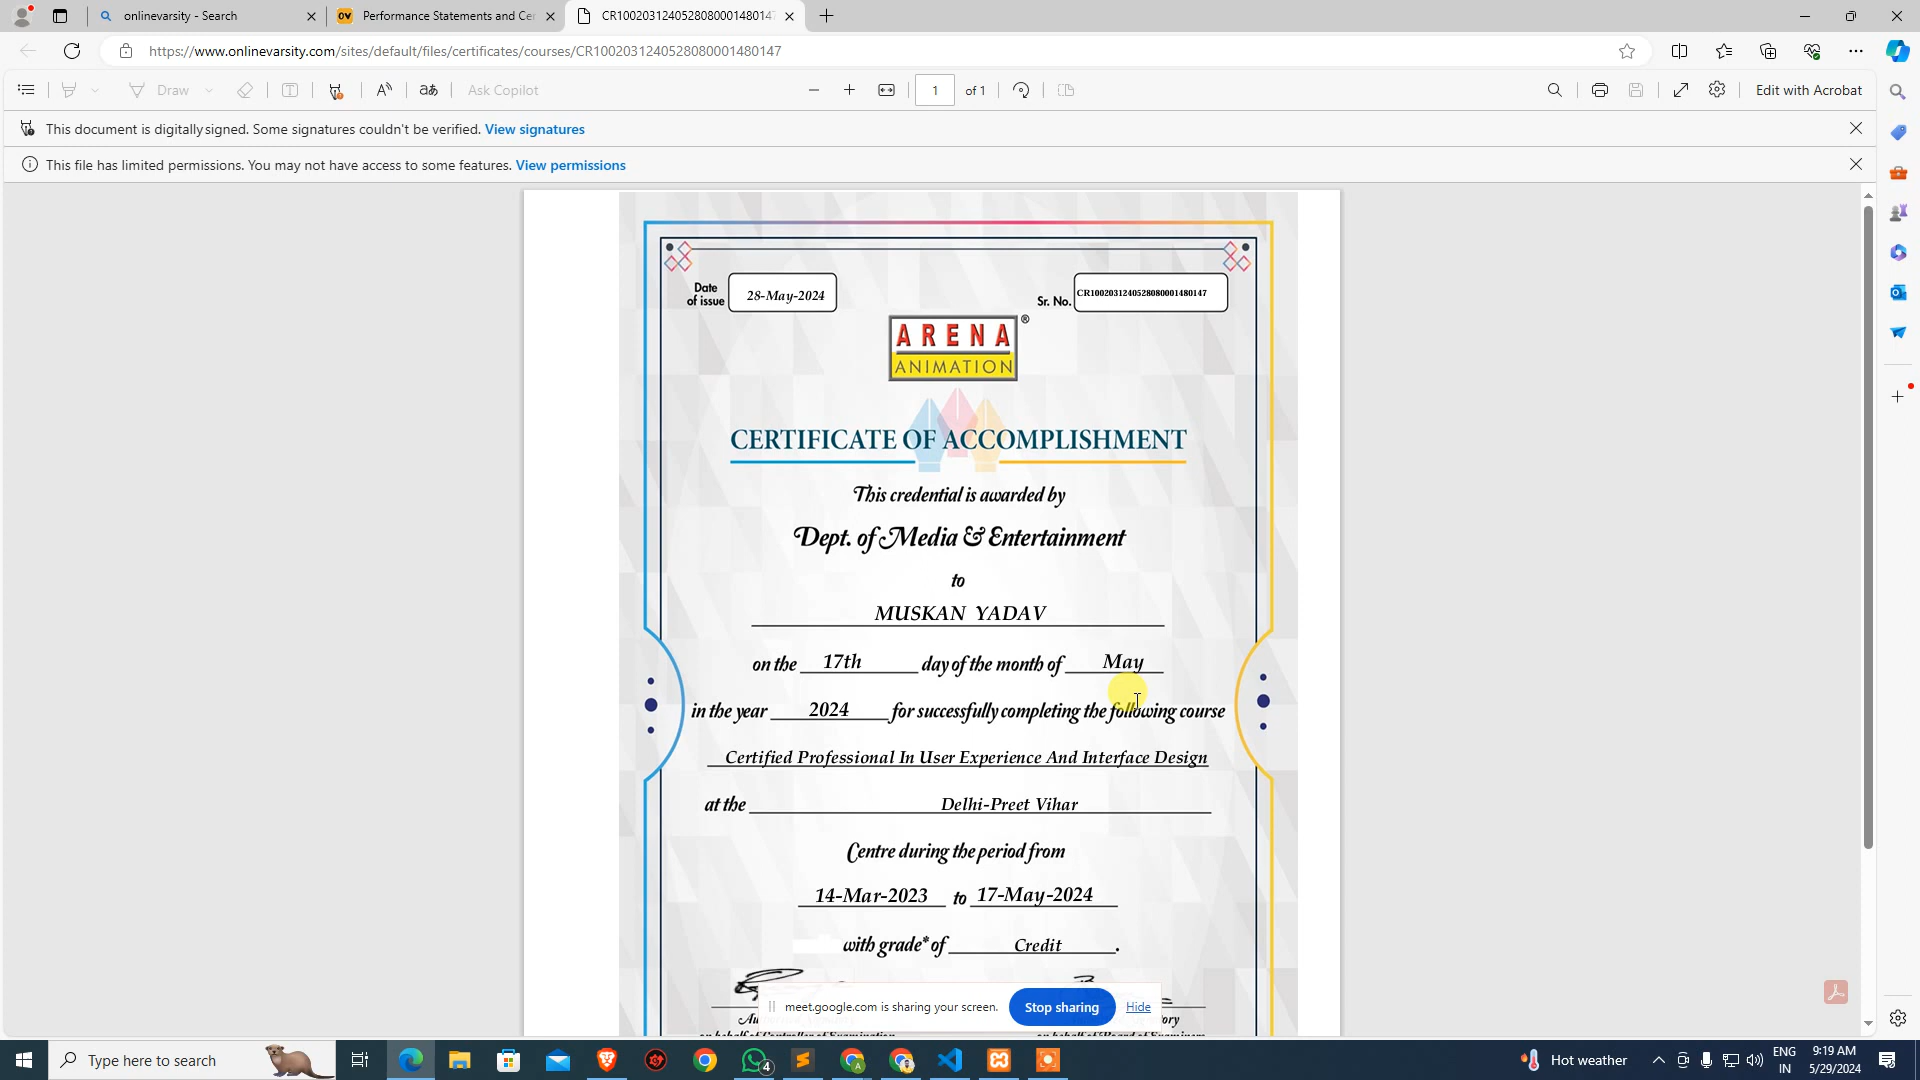 onlinevarsity - Search
Performance Statements and Cer
CR1002031240528080001480147
https://www.onlinevarsity.com/sites/default/files/certificates/courses/CR1002031240528080001480147
Draw
aあ
Ask Copilot
1 of 1
Edit with Acrobat
This document is digitally signed. Some signatures couldn't be verified. View signatures
This file has limited permissions. You may not have access to some features. View permissions
Date of issue
28-May-2024
Sr. No.
CR1002031240528080001480147
ARENA ®
ANIMATION
CERTIFICATE OF ACCOMPLISHMENT
This credential is awarded by
Dept. of Media & Entertainment
to
MUSKAN YADAV
on the 17th day of the month of May
in the year 2024 for successfully completing the following course
Certified Professional In User Experience And Interface Design
at the Delhi-Preet Vihar
Centre during the period from
14-Mar-2023 to 17-May-2024
with grade* of Credit.
meet.google.com is sharing your screen. Stop sharing Hide
Type here to search
4
Hot weather
ENG
IN
9:19 AM
5/29/2024